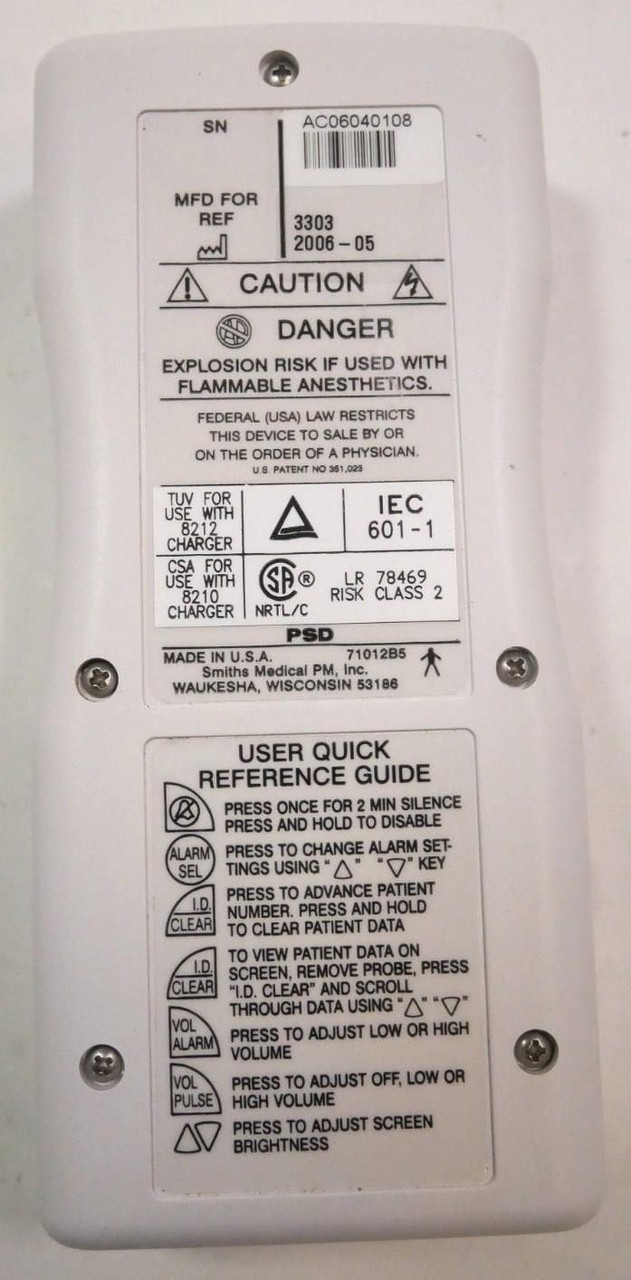 SN
AC06040108
MFD FOR
REF
3303
2006-05
CAUTION
DANGER
EXPLOSION RISK IF USED WITH
FLAMMABLE ANESTHETICS.
FEDERAL (USA) LAW RESTRICTS
THIS DEVICE TO SALE BY OR
ON THE ORDER OF A PHYSICIAN.
U.S. PATENT NO 351,023
TUV FOR
USE WITH
8212
CHARGER
IEC
601-1
CSA FOR
USE WITH
8210
CHARGER
SA ®
NRTL/C
LR 78469
RISK CLASS 2
PSD
MADE IN U.S.A. 71012B5
Smiths Medical PM, Inc.
WAUKESHA, WISCONSIN 53186
USER QUICK
REFERENCE GUIDE
PRESS ONCE FOR 2 MIN SILENCE
PRESS AND HOLD TO DISABLE
ALARM
SEL
PRESS TO CHANGE ALARM SET-
TINGS USING "△" "▽" KEY
I.D.
CLEAR
PRESS TO ADVANCE PATIENT
NUMBER. PRESS AND HOLD
TO CLEAR PATIENT DATA
I.D.
CLEAR
TO VIEW PATIENT DATA ON
SCREEN, REMOVE PROBE, PRESS
"I.D. CLEAR" AND SCROLL
THROUGH DATA USING "△" "▽"
VOL
ALARM
PRESS TO ADJUST LOW OR HIGH
VOLUME
VOL
PULSE
PRESS TO ADJUST OFF, LOW OR
HIGH VOLUME
△▽
PRESS TO ADJUST SCREEN
BRIGHTNESS